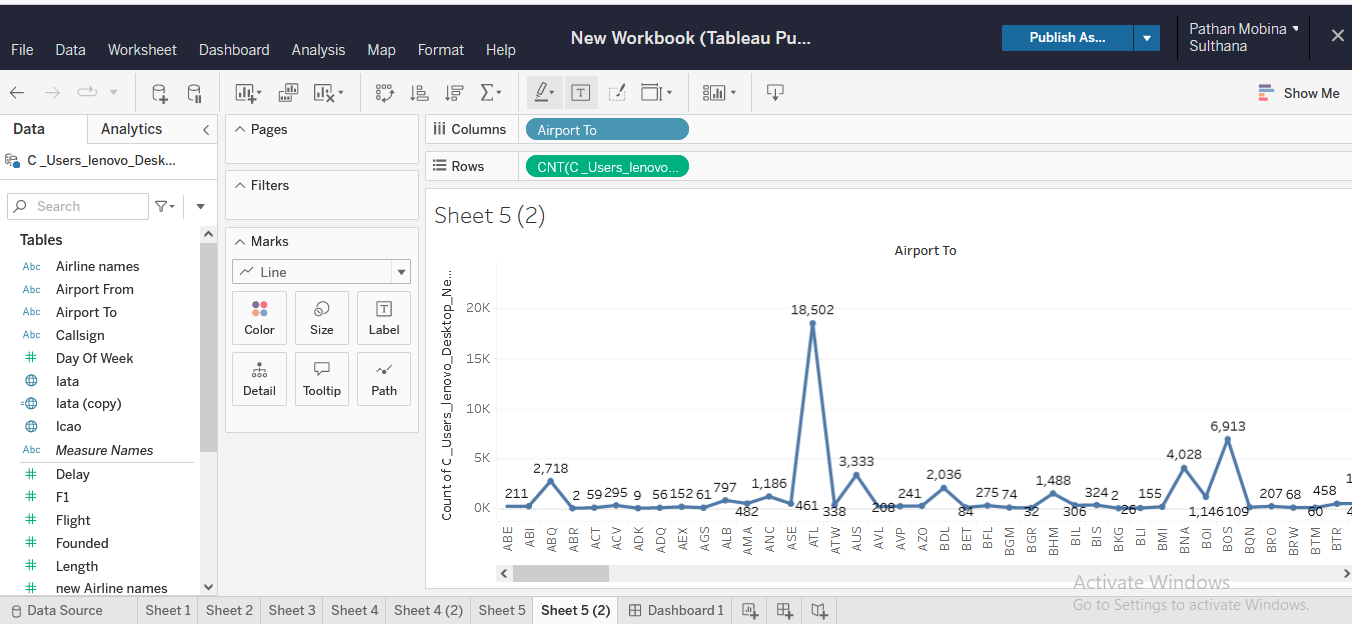 New Workbook (Tableau Pu...
Publish As...
Pathan Mobina
Sulthana
File Data Worksheet Dashboard Analysis Map Format Help
Show Me
Data Analytics
C _Users_lenovo_Desk...
Search
Tables
Abc Airline names
Abc Airport From
Abc Airport To
Abc Callsign
Day Of Week
Iata
Iata (copy)
Icao
Abc Measure Names
Delay
F1
Flight
Founded
Length
new Airline names
Pages
Filters
Marks
Line
Color Size Label
Detail Tooltip Path
Columns Airport To
Rows CNT(C _Users_lenovo...
Sheet 5 (2)
Airport To
Count of C _Users_lenovo_Desktop_Ne...
20K
15K
10K
5K
0K
211
2,718
2
59
295
9
56
152
61
797
482
1,186
461
18,502
338
3,333
208
241
2,036
84
275
74
32
1,488
306
324
2
26
155
4,028
1,146
6,913
109
207
68
60
458
ABE ABI ABQ ABR ACT ACV ADK ADQ AEX AGS ALB AMA ANC ASE ATL ATW AUS AVL AVP AZO BDL BET BFL BGM BGR BHM BIL BIS BKG BLI BMI BNA BOI BOS BQN BRO BRW BTM BTR
Activate Windows
Go to Settings to activate Windows.
Data Source Sheet 1 Sheet 2 Sheet 3 Sheet 4 Sheet 4 (2) Sheet 5 Sheet 5 (2) Dashboard 1